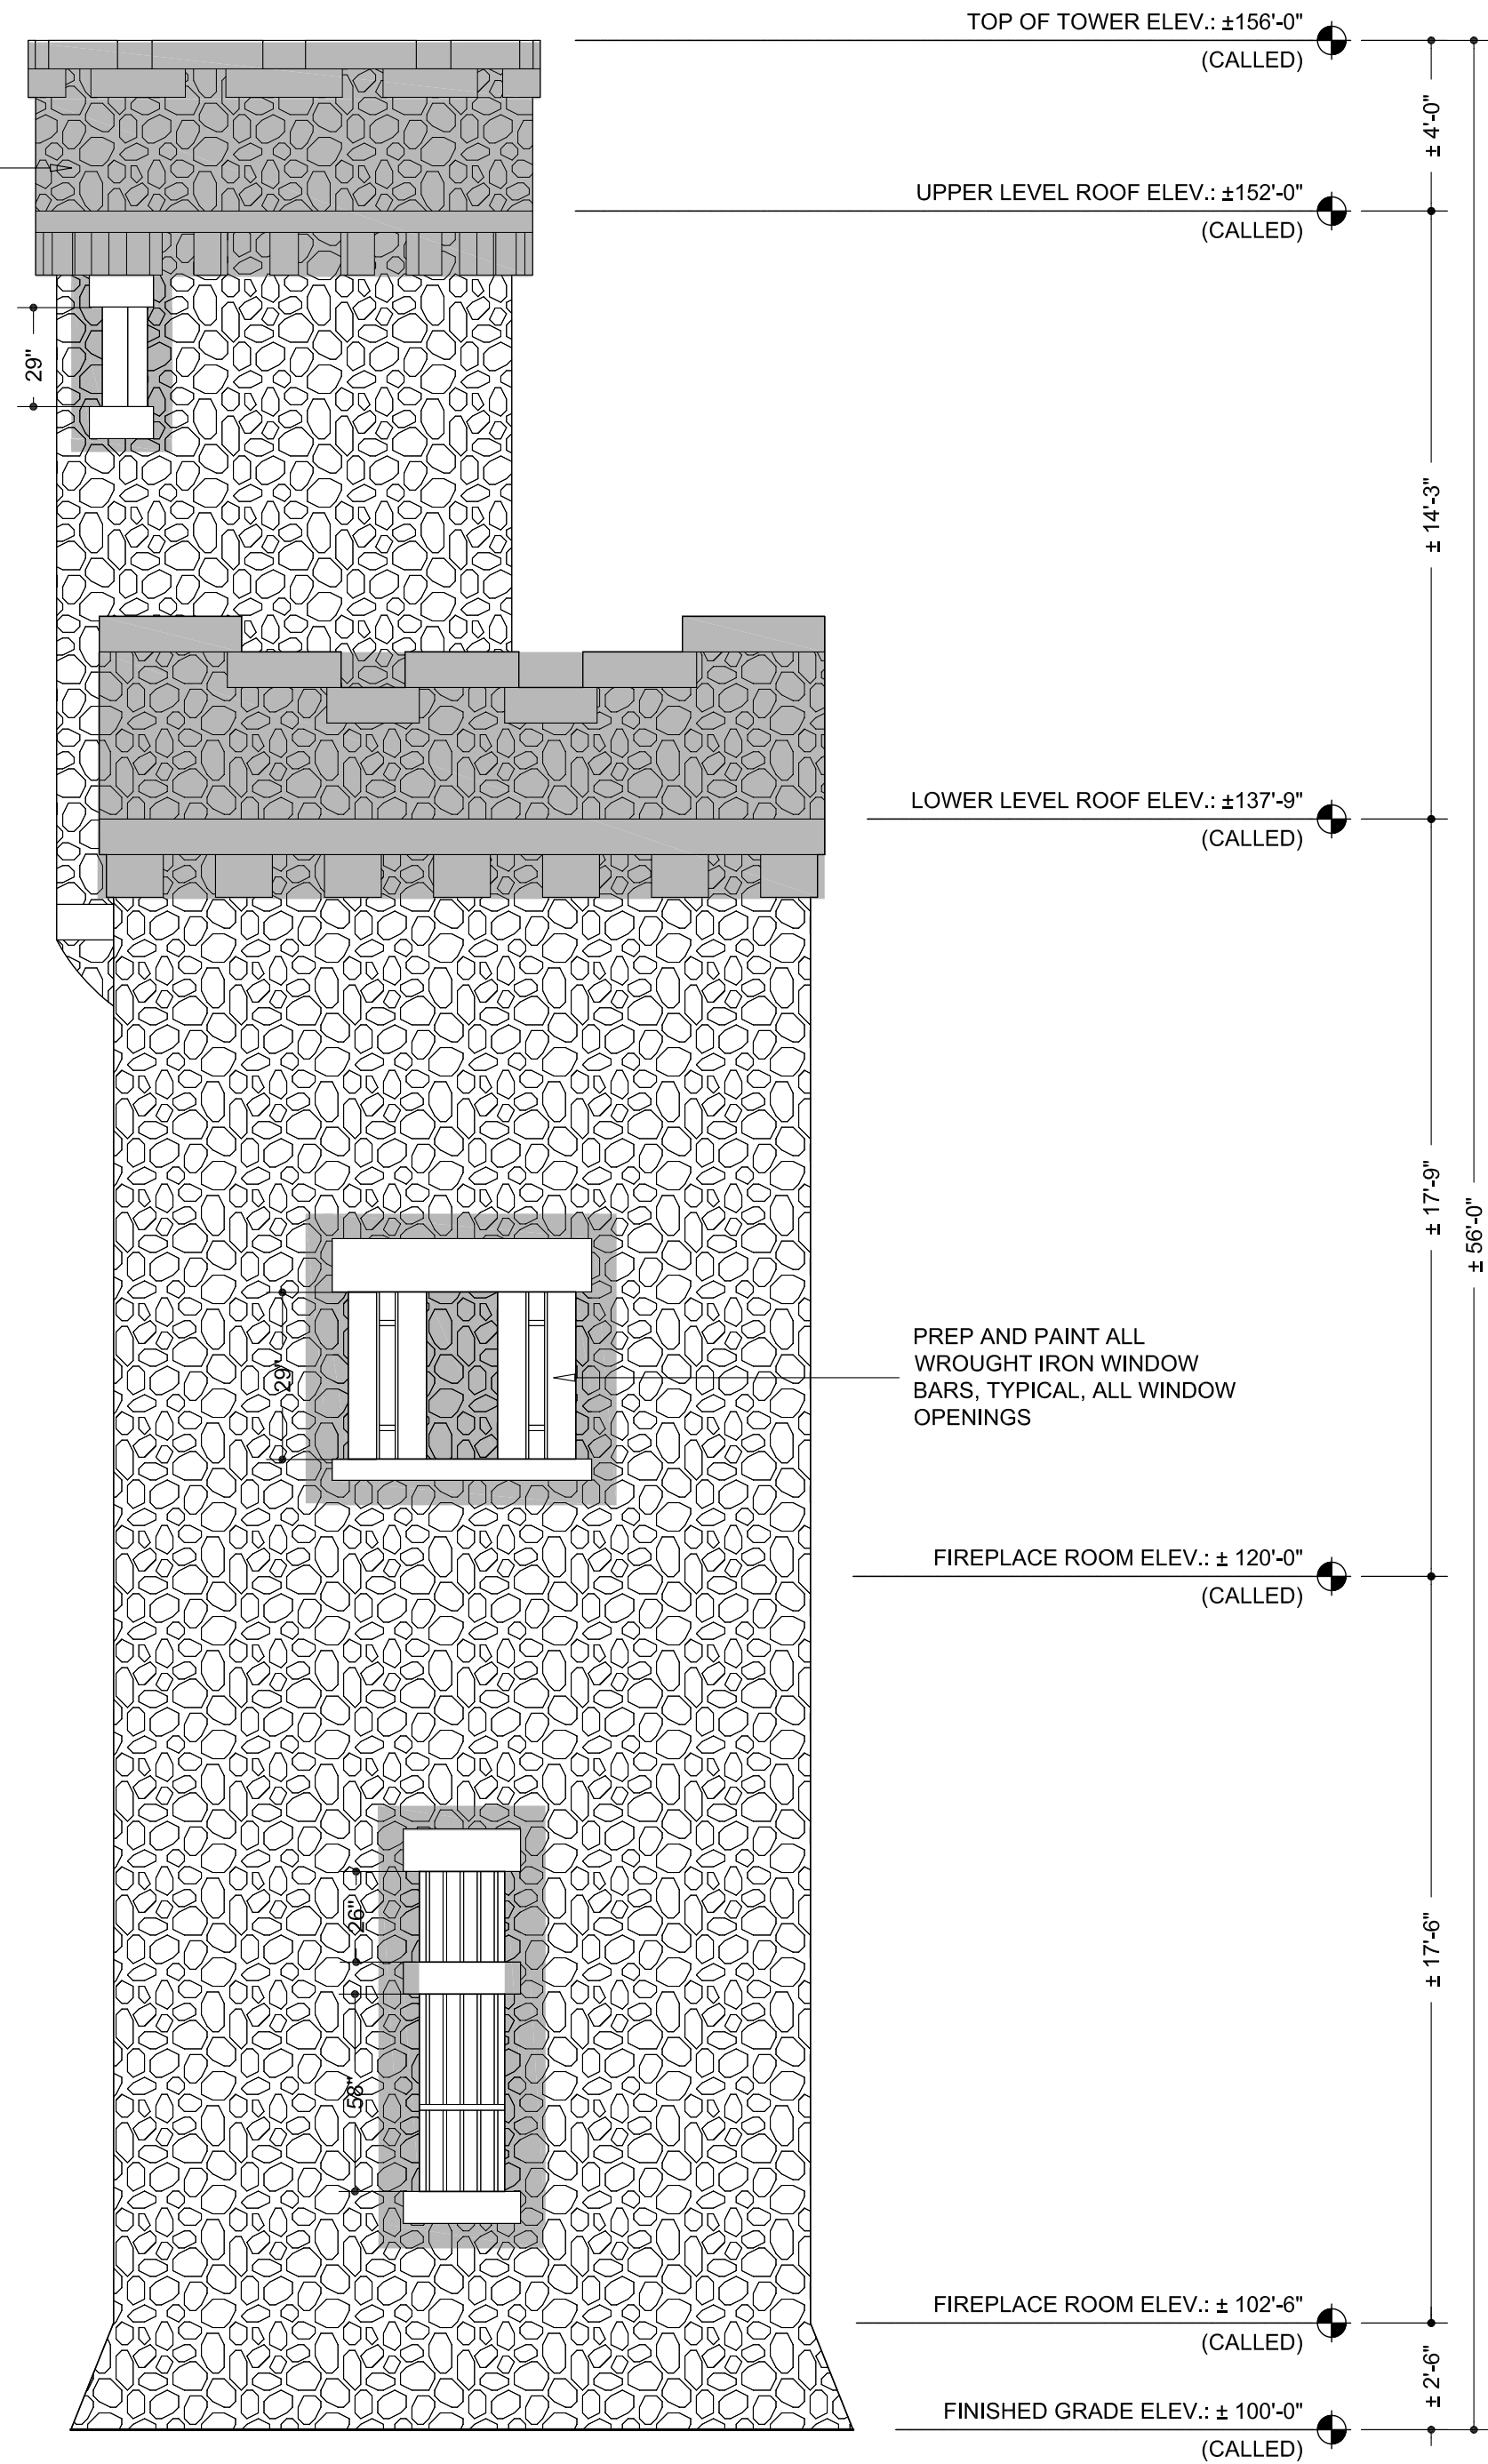 TOP OF TOWER ELEV.: ±156'-0"
(CALLED)
± 4'-0"
UPPER LEVEL ROOF ELEV.: ±152'-0"
(CALLED)
29"
± 14'-3"
LOWER LEVEL ROOF ELEV.: ±137'-9"
(CALLED)
± 17'-9"
± 56'-0"
29"
PREP AND PAINT ALL
WROUGHT IRON WINDOW
BARS, TYPICAL, ALL WINDOW
OPENINGS
FIREPLACE ROOM ELEV.: ± 120'-0"
(CALLED)
26"
± 17'-6"
58"
FIREPLACE ROOM ELEV.: ± 102'-6"
(CALLED)
± 2'-6"
FINISHED GRADE ELEV.: ± 100'-0"
(CALLED)